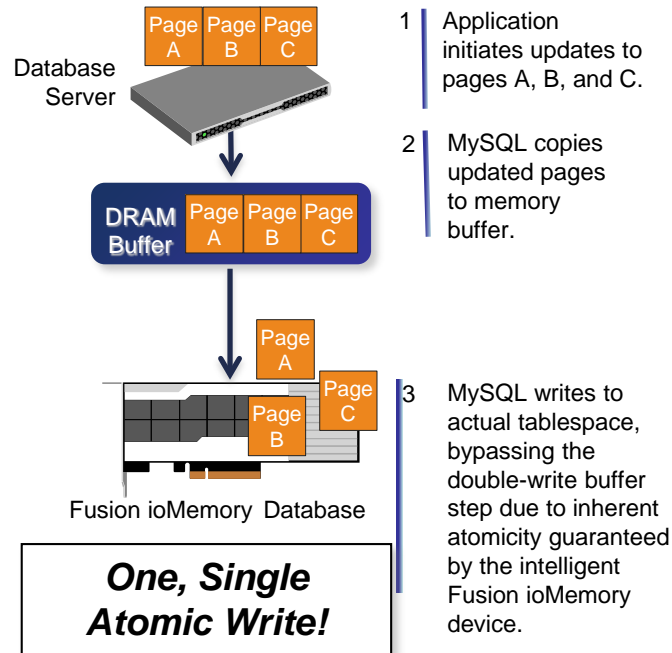 Page A
Page B
Page C
Database
Server
1 Application
initiates updates to
pages A, B, and C.
2 MySQL copies
updated pages
to memory
buffer.
DRAM
Buffer
Page A
Page B
Page C
Page A
Page B
Page C
Fusion ioMemory Database
3 MySQL writes to
actual tablespace,
bypassing the
double-write buffer
step due to inherent
atomicity guaranteed
by the intelligent
Fusion ioMemory
device.
One, Single
Atomic Write!